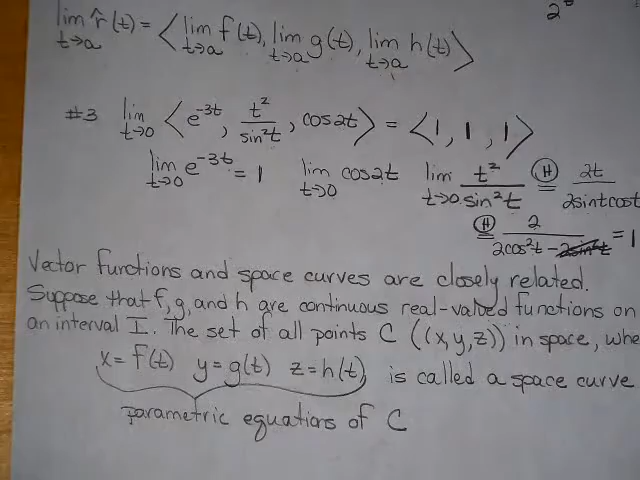 2
lim r̂(t) = ⟨ lim f(t), lim g(t), lim h(t) ⟩
t→a t→a t→a t→a
#3 lim ⟨ e^-3t, t²/sin²t, cos2t ⟩ = ⟨1, 1, 1⟩
t→0
lim e^-3t = 1 lim cos2t lim t²/sin²t (H)= 2t/2sintcost
t→0 t→0 t→0
(H)= 2/2cos²t - 2sin²t = 1
Vector functions and space curves are closely related.
Suppose that f, g, and h are continuous real-valued functions on
an interval I. The set of all points C ((x,y,z)) in space, whe
x = f(t) y = g(t) z = h(t) is called a space curve
parametric equations of C